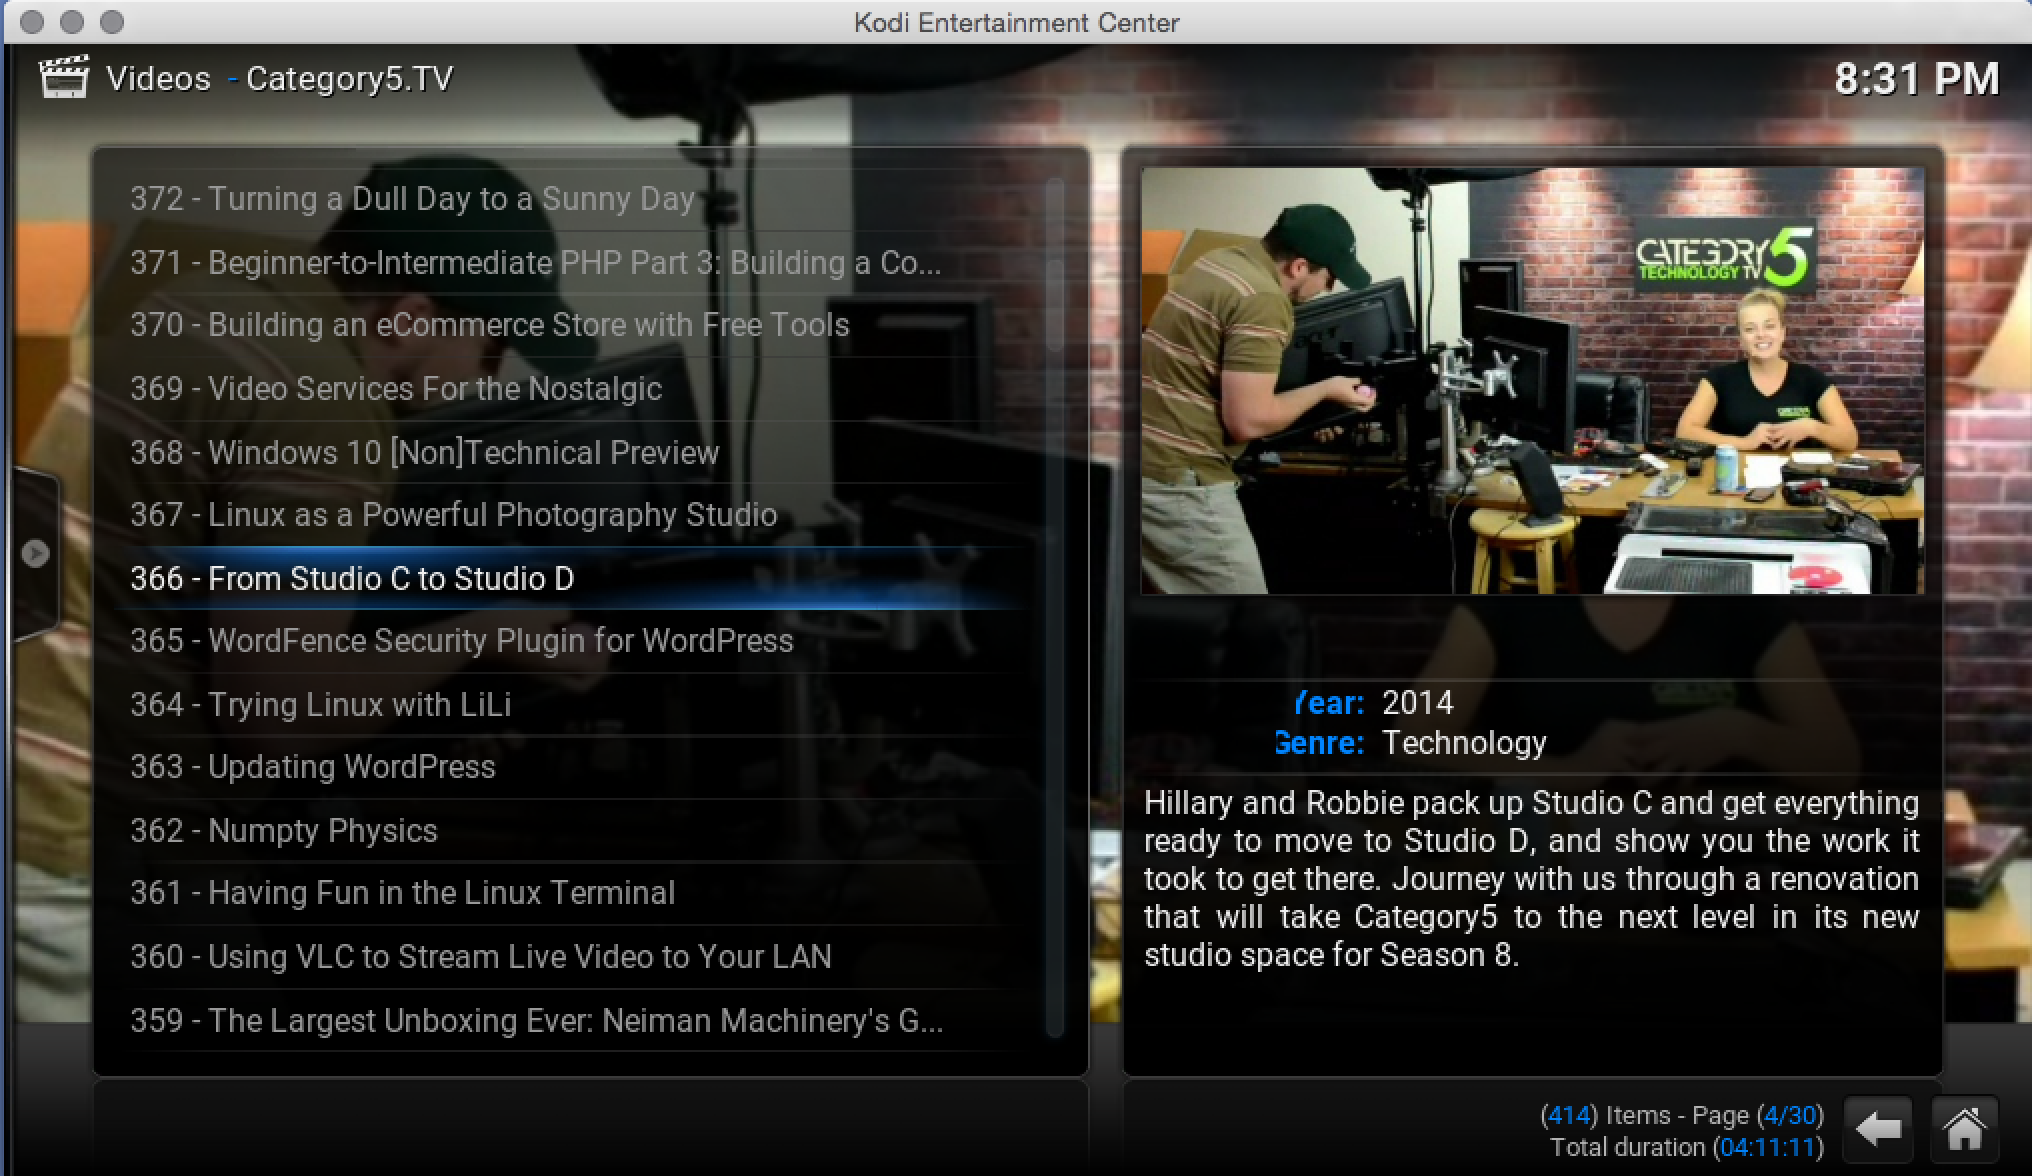 Kodi Entertainment Center
Videos - Category5.TV
8:31 PM
372 - Turning a Dull Day to a Sunny Day
371 - Beginner-to-Intermediate PHP Part 3: Building a Co...
370 - Building an eCommerce Store with Free Tools
369 - Video Services For the Nostalgic
368 - Windows 10 [Non]Technical Preview
367 - Linux as a Powerful Photography Studio
366 - From Studio C to Studio D
365 - WordFence Security Plugin for WordPress
364 - Trying Linux with LiLi
363 - Updating WordPress
362 - Numpty Physics
361 - Having Fun in the Linux Terminal
360 - Using VLC to Stream Live Video to Your LAN
359 - The Largest Unboxing Ever: Neiman Machinery's G...
CATEGORY 5
TECHNOLOGY TV
Year: 2014
Genre: Technology
Hillary and Robbie pack up Studio C and get everything
ready to move to Studio D, and show you the work it
took to get there. Journey with us through a renovation
that will take Category5 to the next level in its new
studio space for Season 8.
(414) Items - Page (4/30)
Total duration (04:11:11)